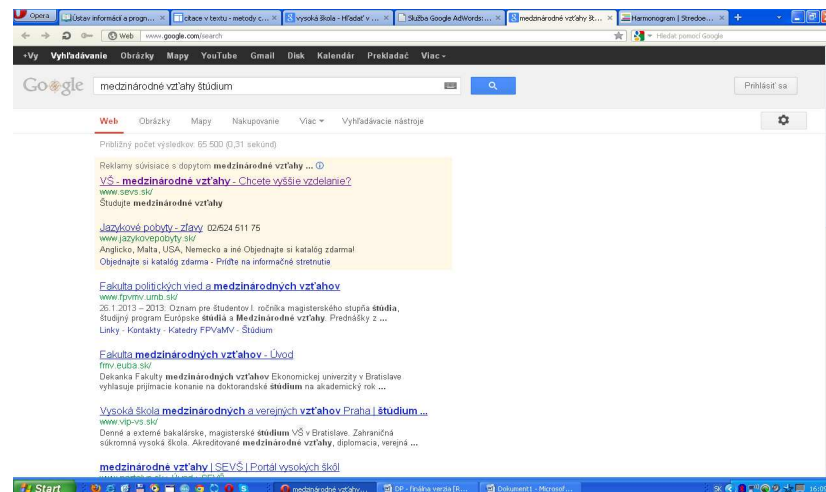 Opera
Ústav informácií a progn...
citace v textu - metody c...
vysoká škola - Hľadať v ...
Služba Google AdWords: ...
medzinárodné vzťahy št...
Harmonogram | Stredoe...
Web www.google.com/search
Hledat pomocí Google
+Vy Vyhľadávanie Obrázky Mapy YouTube Gmail Disk Kalendár Prekladač Viac
Google medzinárodné vzťahy štúdium
Prihlásiť sa
Web Obrázky Mapy Nakupovanie Viac Vyhľadávacie nástroje
Približný počet výsledkov: 65 500 (0,31 sekúnd)
Reklamy súvisiace s dopytom medzinárodné vzťahy ...
VŠ - medzinárodné vzťahy - Chcete vyššie vzdelanie?
www.sevs.sk/
Študujte medzinárodné vzťahy
Jazykové pobyty - zľavy 02/524 511 75
www.jazykovepobyty.sk/
Anglicko, Malta, USA, Nemecko a iné Objednajte si katalóg zdarma!
Objednajte si katalóg zdarma - Príďte na informačné stretnutie
Fakulta politických vied a medzinárodných vzťahov
www.fpvmv.umb.sk/
26.1.2013 – 2013: Oznam pre študentov I. ročníka magisterského stupňa štúdia,
študijný program Európske štúdiá a Medzinárodné vzťahy. Prednášky z ...
Linky - Kontakty - Katedry FPVaMV - Štúdium
Fakulta medzinárodných vzťahov - Úvod
fmv.euba.sk/
Dekanka Fakulty medzinárodných vzťahov Ekonomickej univerzity v Bratislave
vyhlasuje prijímacie konanie na doktorandské štúdium na akademický rok ...
Vysoká škola medzinárodných a verejných vzťahov Praha | štúdium ...
www.vip-vs.sk/
Denné a externé bakalárske, magisterské štúdium VŠ v Bratislave. Zahraničná
súkromná vysoká škola. Akreditované medzinárodné vzťahy, diplomacia, verejná ...
medzinárodné vzťahy | SEVŠ | Portál vysokých škôl
Start
medzinárodné vzťahy...
DP - finálna verzia [R...
Dokument1 - Microsof...
SK